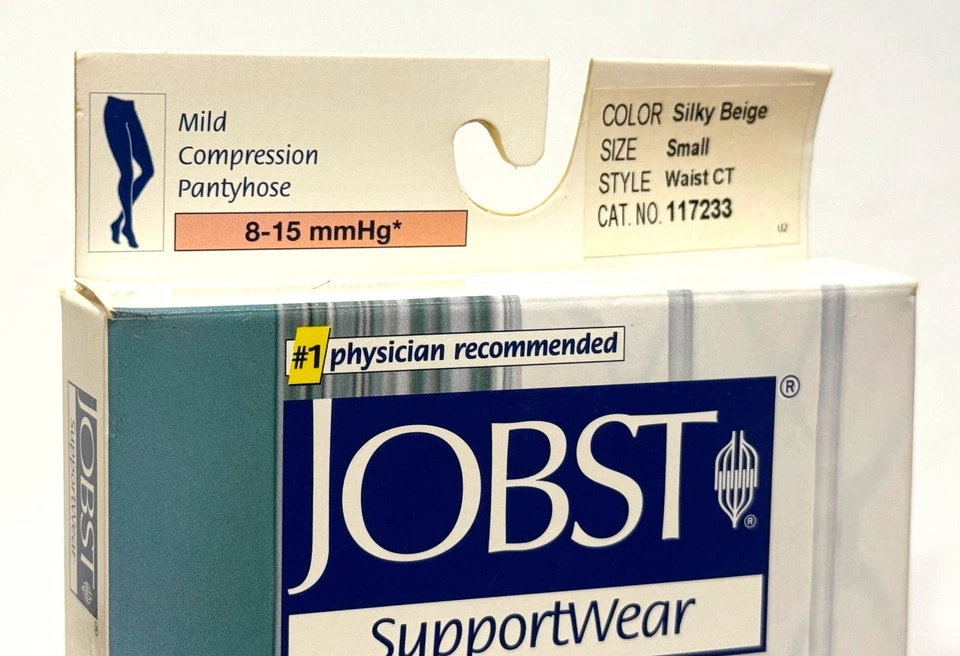 Mild
Compression
Pantyhose
8-15 mmHg*
COLOR Silky Beige
SIZE Small
STYLE Waist CT
CAT. NO. 117233
#1 physician recommended
JOBST ®
®
SupportWear
JOBST
SupportWear